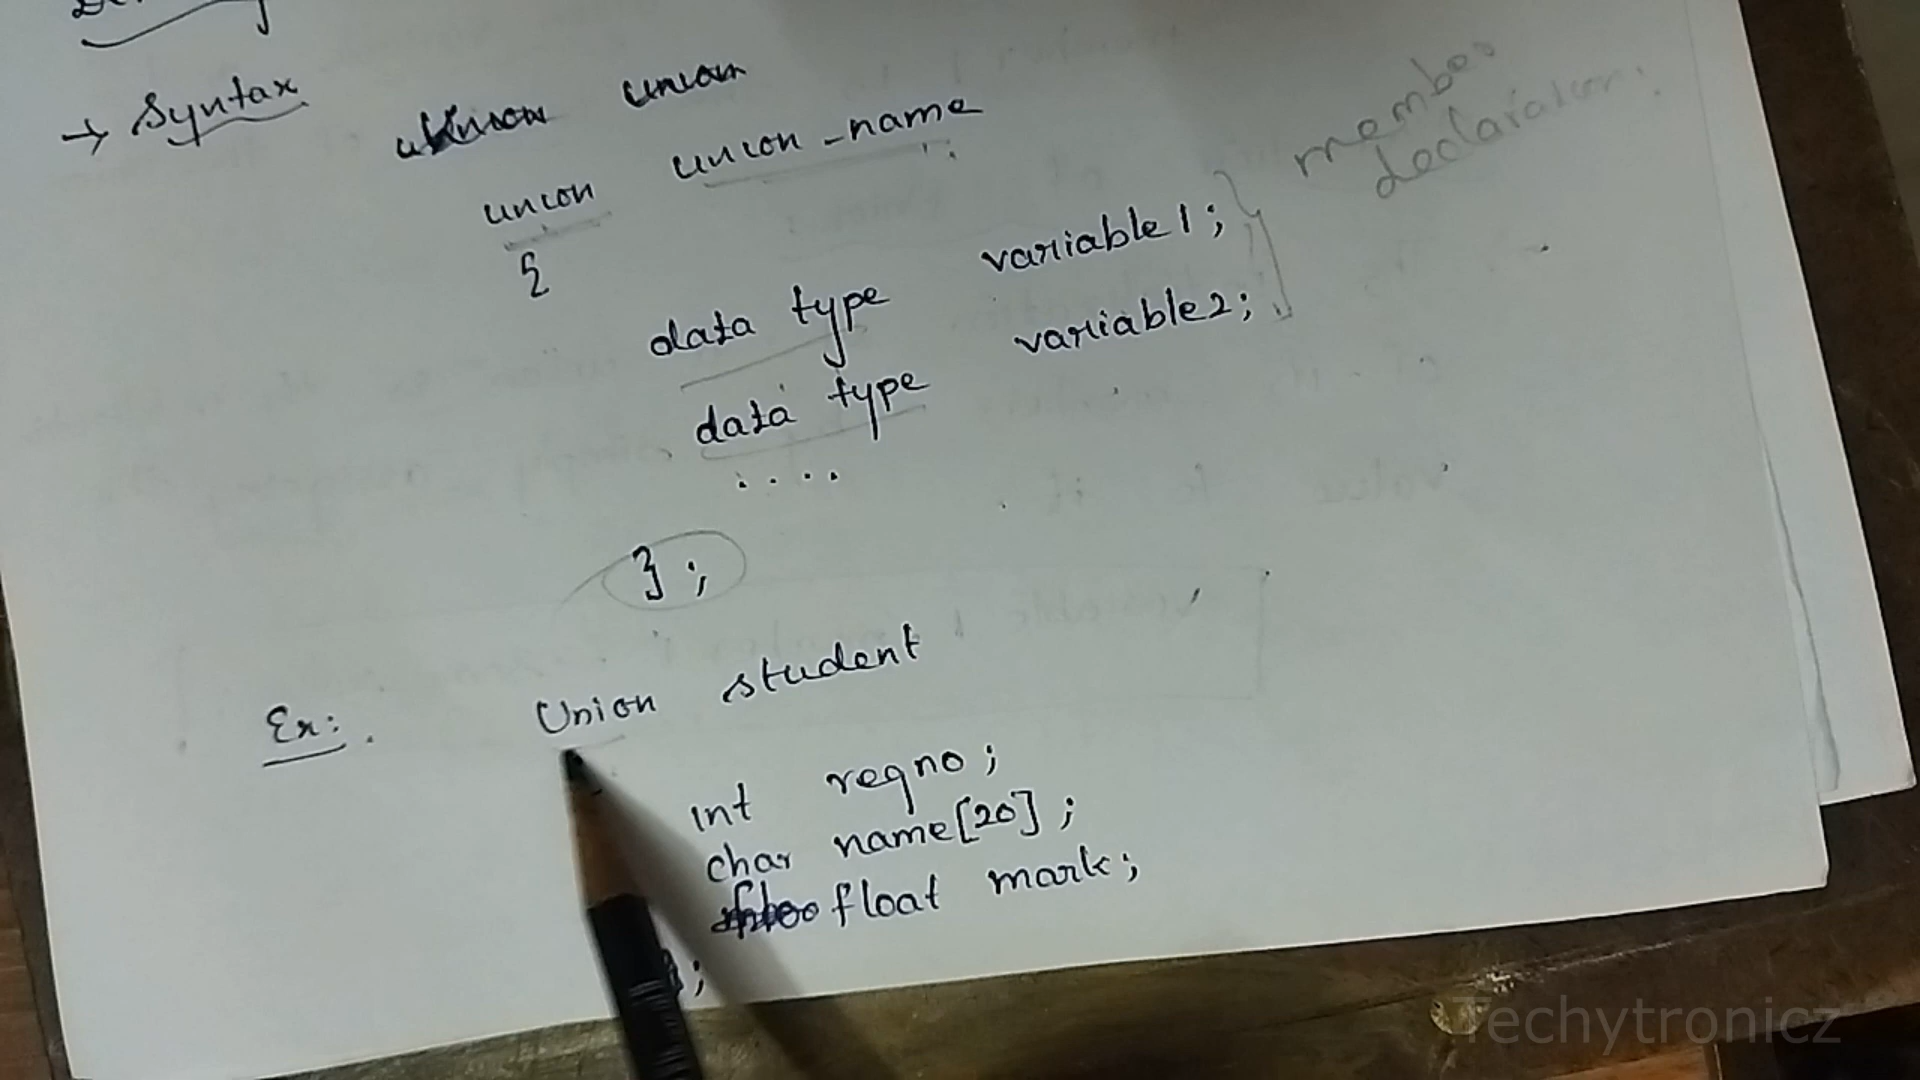 → Syntax
union union
union union_name
{
data type variable1;
data type variable2;
....
};
member
declaration.
Ex:. Union student
int regno;
char name[20];
float mark;
;
Techytronicz